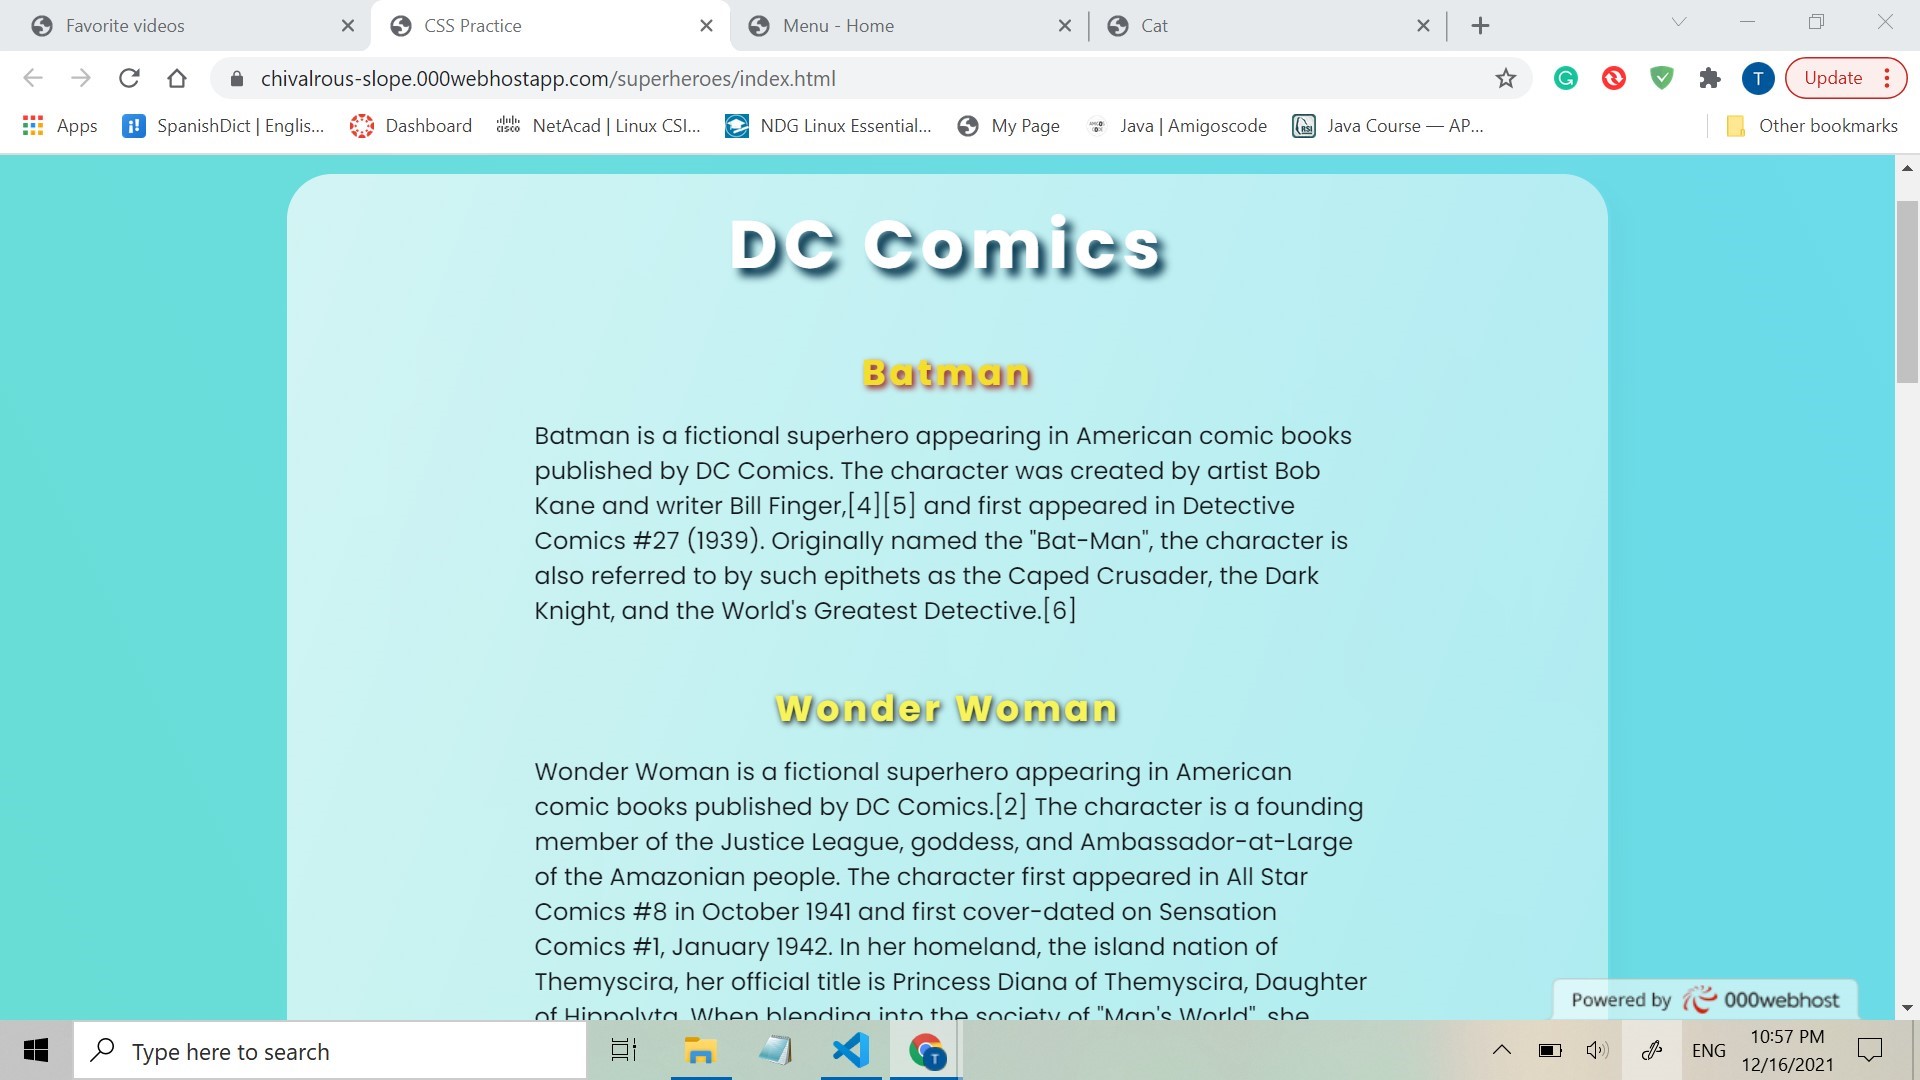 Favorite videos
CSS Practice
Menu - Home
Cat
chivalrous-slope.000webhostapp.com/superheroes/index.html
T
Update
Apps
SpanishDict | Englis...
Dashboard
NetAcad | Linux CSI...
NDG Linux Essential...
My Page
Java | Amigoscode
Java Course — AP...
Other bookmarks
DC Comics
Batman
Batman is a fictional superhero appearing in American comic books
published by DC Comics. The character was created by artist Bob
Kane and writer Bill Finger,[4][5] and first appeared in Detective
Comics #27 (1939). Originally named the "Bat-Man", the character is
also referred to by such epithets as the Caped Crusader, the Dark
Knight, and the World's Greatest Detective.[6]
Wonder Woman
Wonder Woman is a fictional superhero appearing in American
comic books published by DC Comics.[2] The character is a founding
member of the Justice League, goddess, and Ambassador-at-Large
of the Amazonian people. The character first appeared in All Star
Comics #8 in October 1941 and first cover-dated on Sensation
Comics #1, January 1942. In her homeland, the island nation of
Themyscira, her official title is Princess Diana of Themyscira, Daughter
of Hippolyta. When blending into the society of "Man's World", she
Powered by 000webhost
Type here to search
T
ENG
10:57 PM
12/16/2021